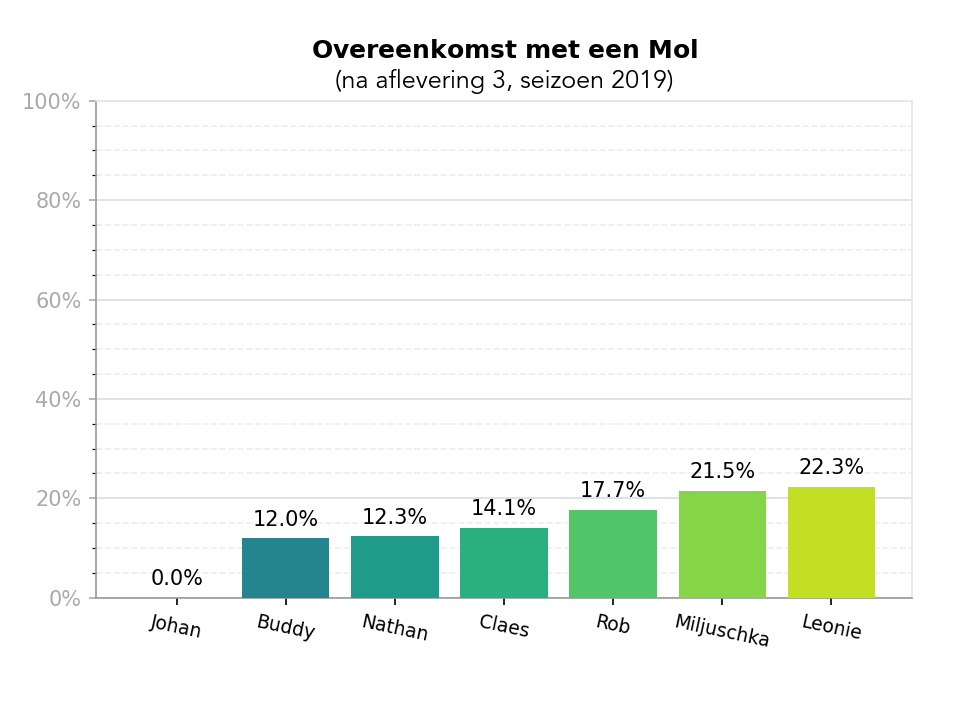 Overeenkomst met een Mol
(na aflevering 3, seizoen 2019)
100%
80%
60%
40%
20%
0%
0.0%
12.0%
12.3%
14.1%
17.7%
21.5%
22.3%
Johan
Buddy
Nathan
Claes
Rob
Miljuschka
Leonie